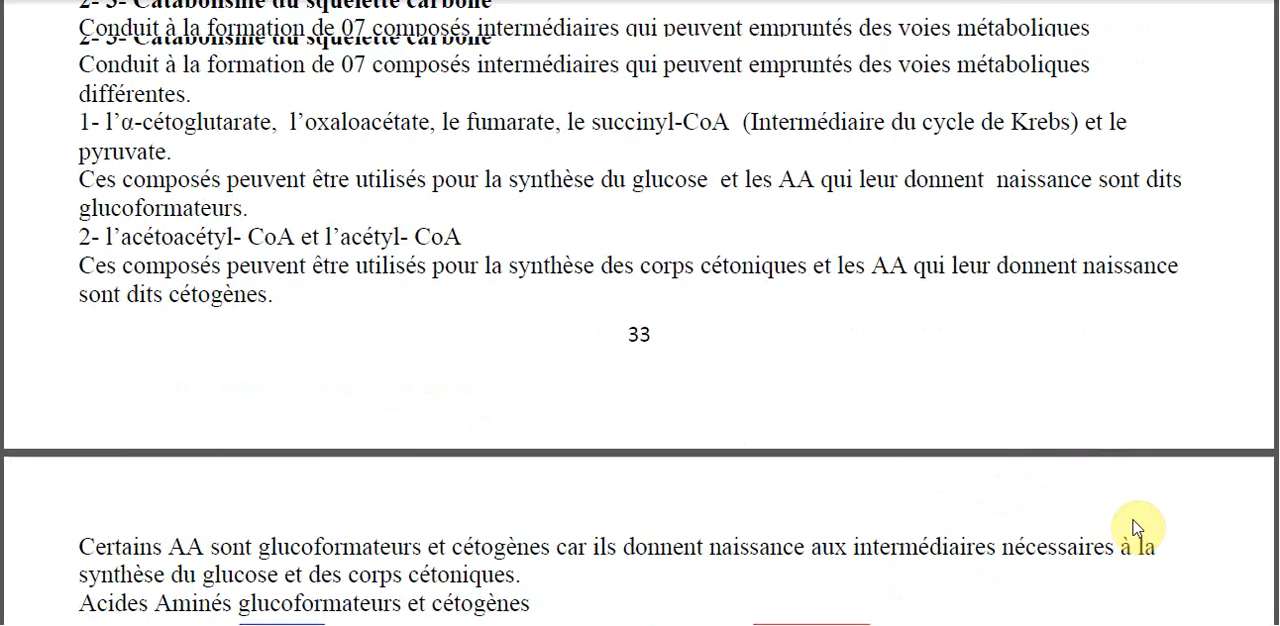 2- 3- Catabolisme du squelette carboné
Conduit à la formation de 07 composés intermédiaires qui peuvent empruntés des voies métaboliques
2- 3- Catabolisme du squelette carboné
Conduit à la formation de 07 composés intermédiaires qui peuvent empruntés des voies métaboliques
différentes.
1- l’α-cétoglutarate, l’oxaloacétate, le fumarate, le succinyl-CoA (Intermédiaire du cycle de Krebs) et le
pyruvate.
Ces composés peuvent être utilisés pour la synthèse du glucose et les AA qui leur donnent naissance sont dits
glucoformateurs.
2- l’acétoacétyl- CoA et l’acétyl- CoA
Ces composés peuvent être utilisés pour la synthèse des corps cétoniques et les AA qui leur donnent naissance
sont dits cétogènes.
33
Certains AA sont glucoformateurs et cétogènes car ils donnent naissance aux intermédiaires nécessaires à la
synthèse du glucose et des corps cétoniques.
Acides Aminés glucoformateurs et cétogènes